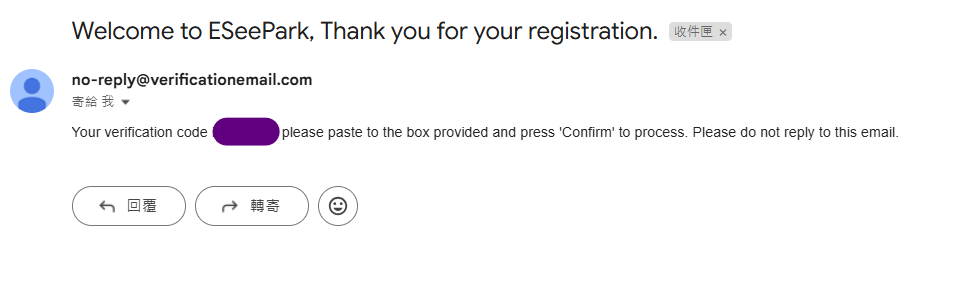 Welcome to ESeePark, Thank you for your registration. 收件匣 ×
no-reply@verificationemail.com
寄給 我
Your verification code please paste to the box provided and press 'Confirm' to process. Please do not reply to this email.
回覆 轉寄